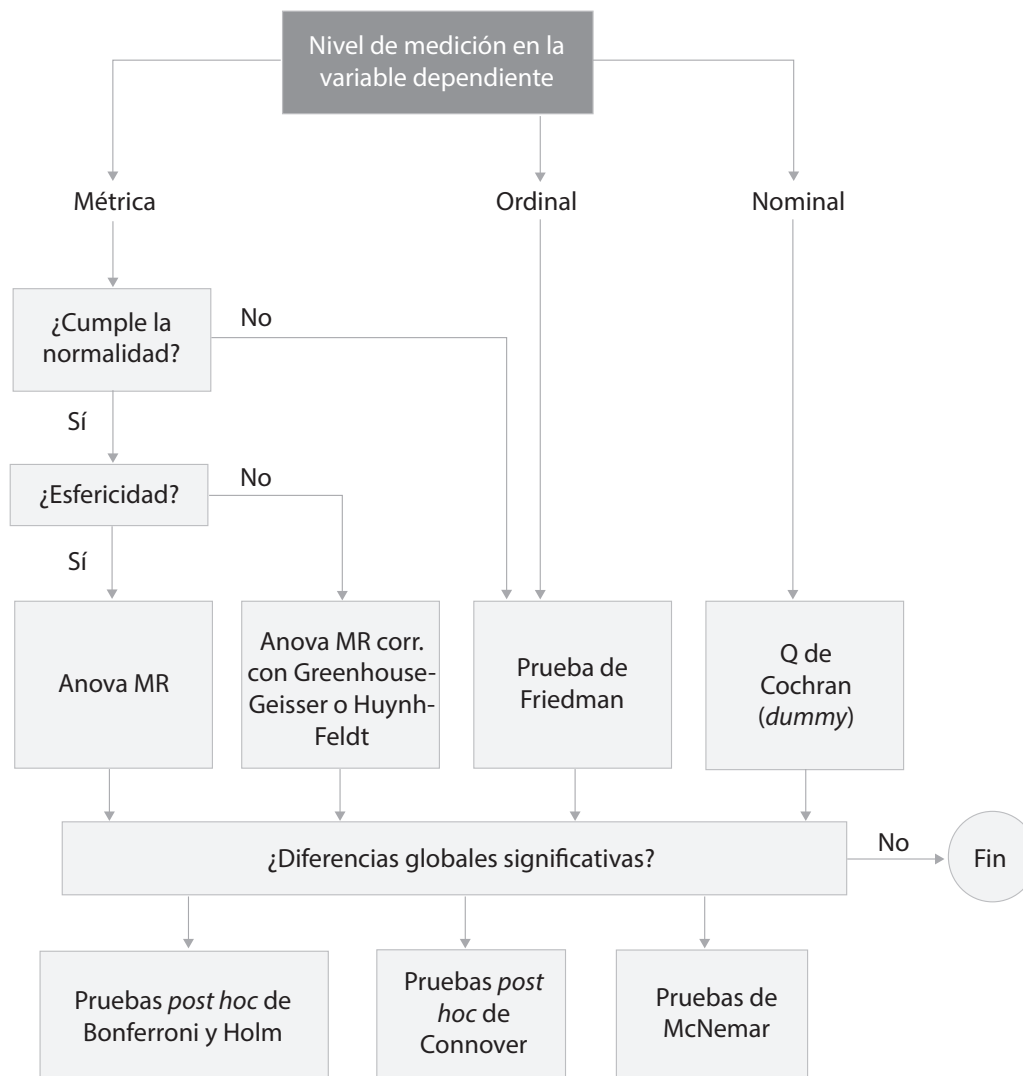 Nivel de medición en la
variable dependiente
Métrica
Ordinal
Nominal
¿Cumple la
normalidad?
No
Sí
¿Esfericidad?
No
Sí
Anova MR
Anova MR corr.
con Greenhouse-
Geisser o Huynh-
Feldt
Prueba de
Friedman
Q de
Cochran
(dummy)
¿Diferencias globales significativas?
No
Fin
Pruebas post hoc de
Bonferroni y Holm
Pruebas post
hoc de
Connover
Pruebas de
McNemar